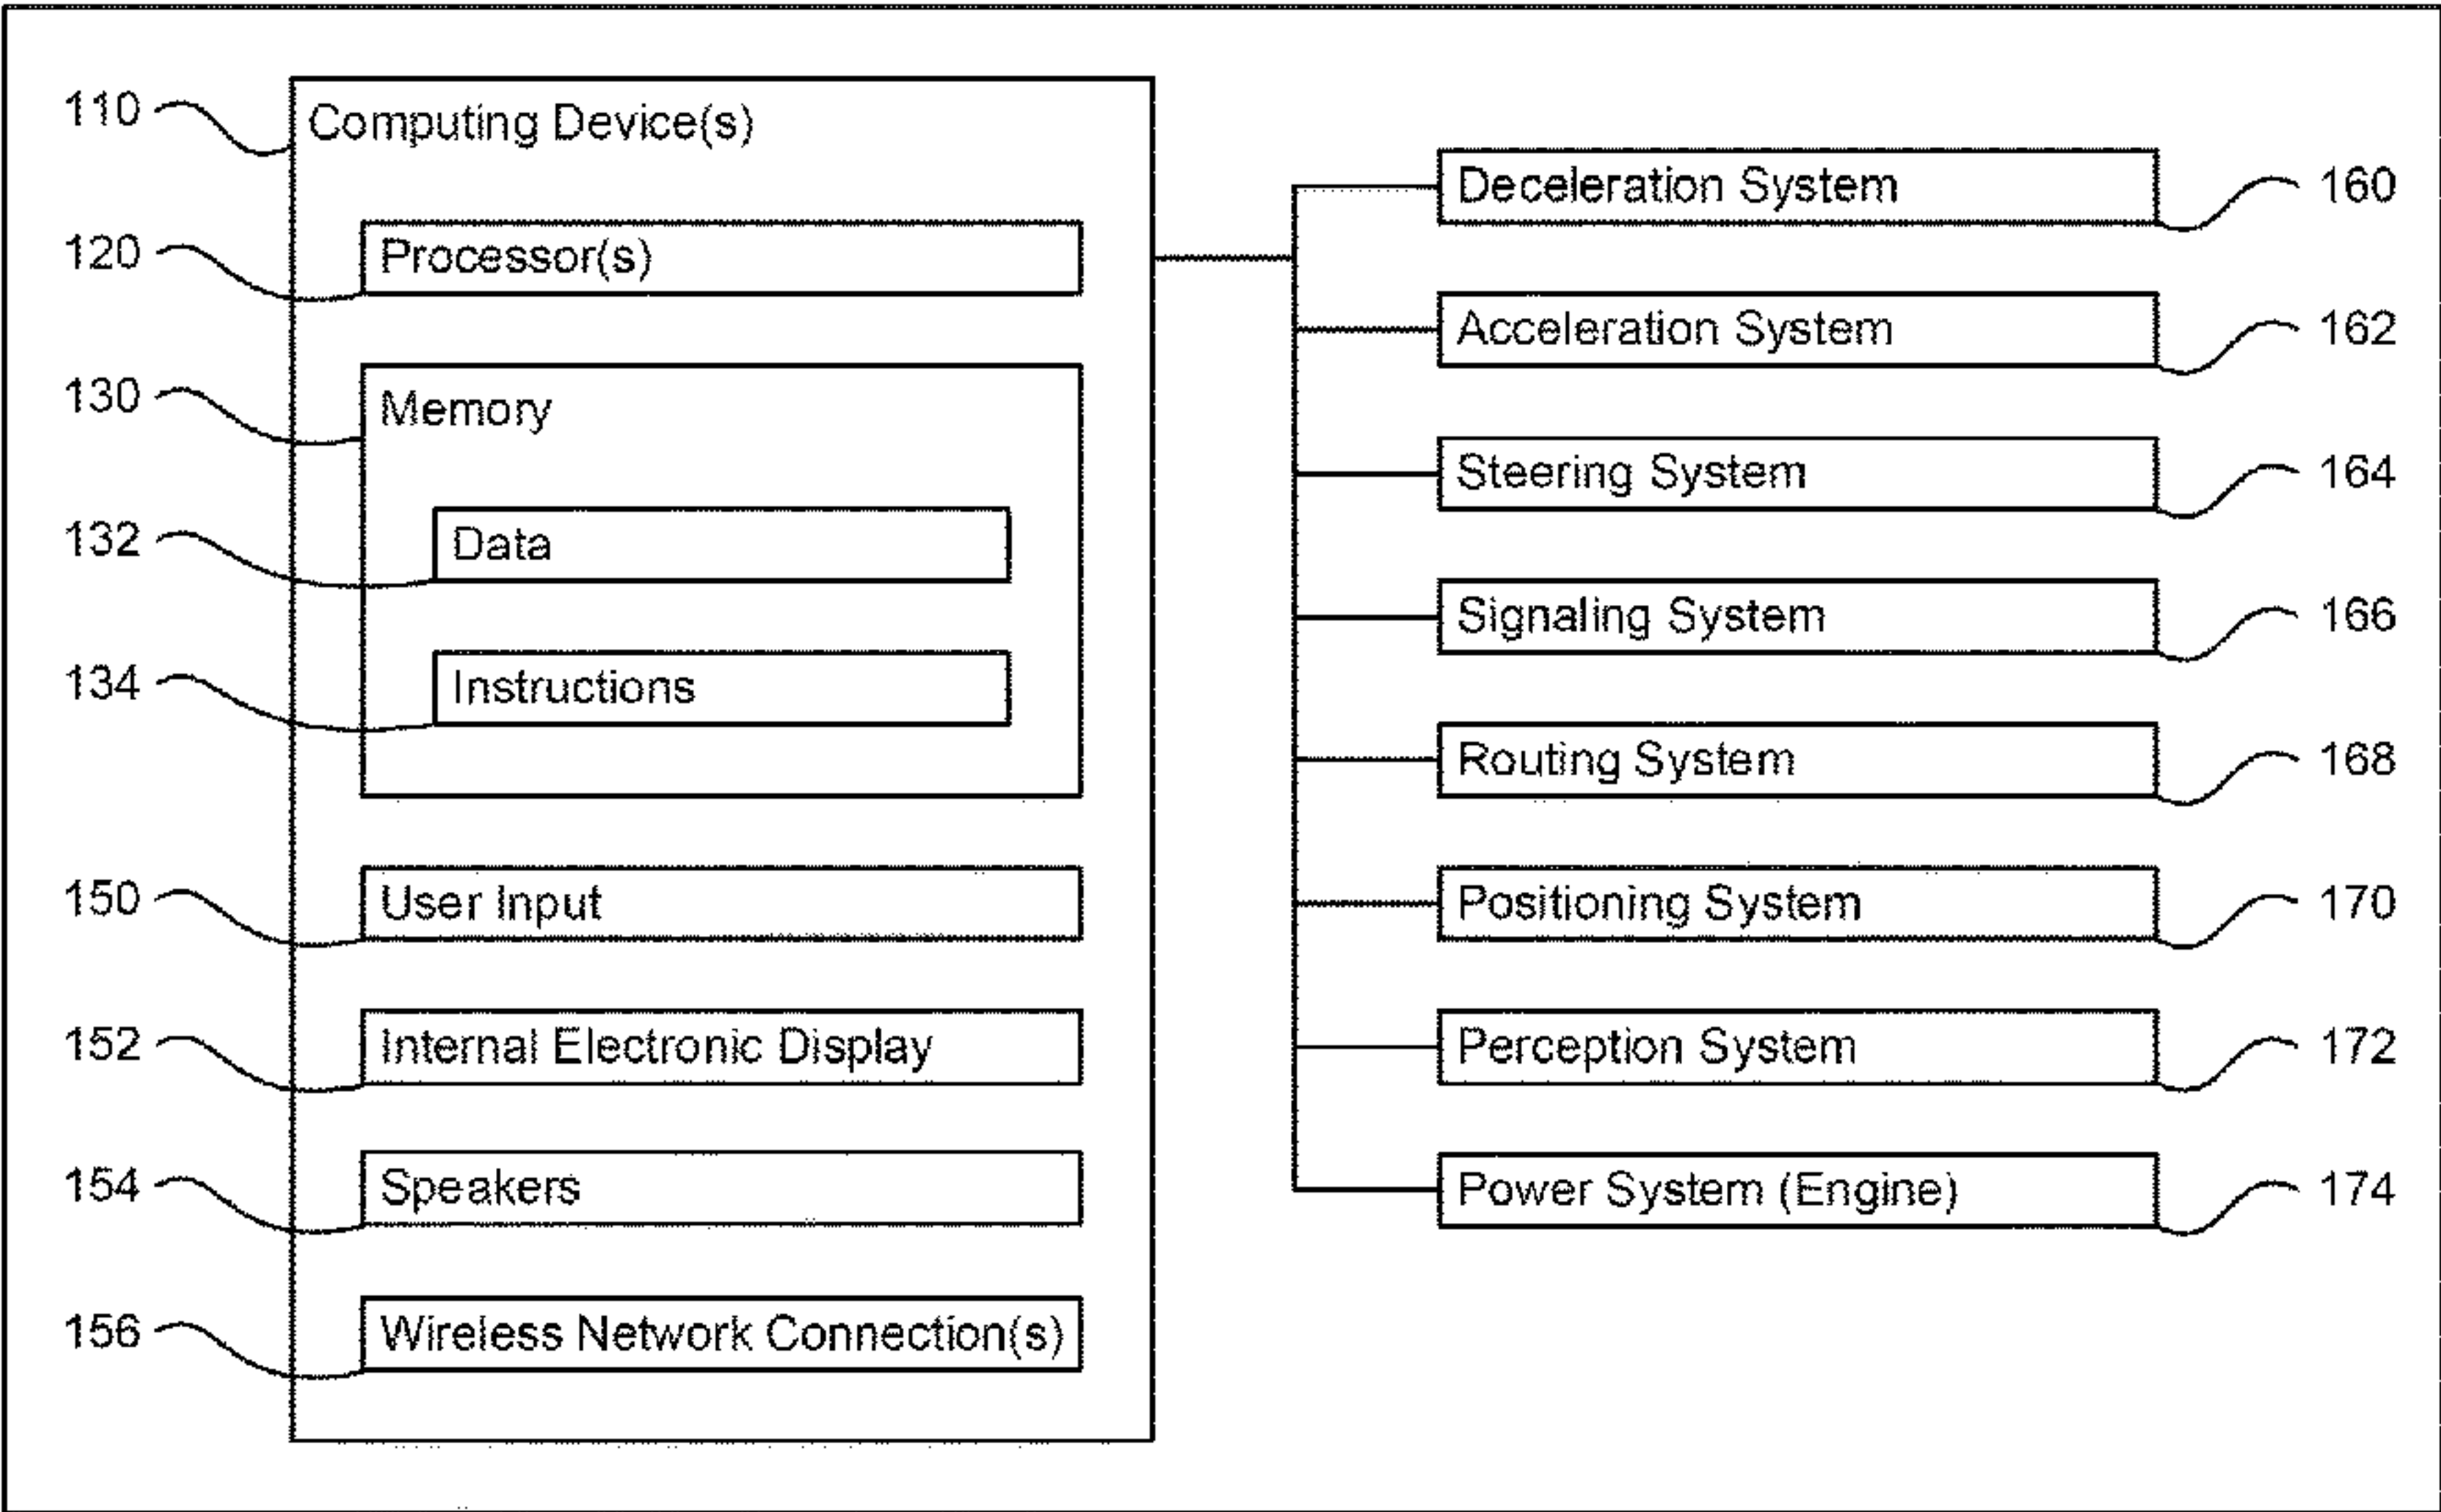 110
Computing Device(s)
120
Processor(s)
130
Memory
132
Data
134
Instructions
150
User Input
152
Internal Electronic Display
154
Speakers
156
Wireless Network Connection(s)
Deceleration System
160
Acceleration System
162
Steering System
164
Signaling System
166
Routing System
168
Positioning System
170
Perception System
172
Power System (Engine)
174